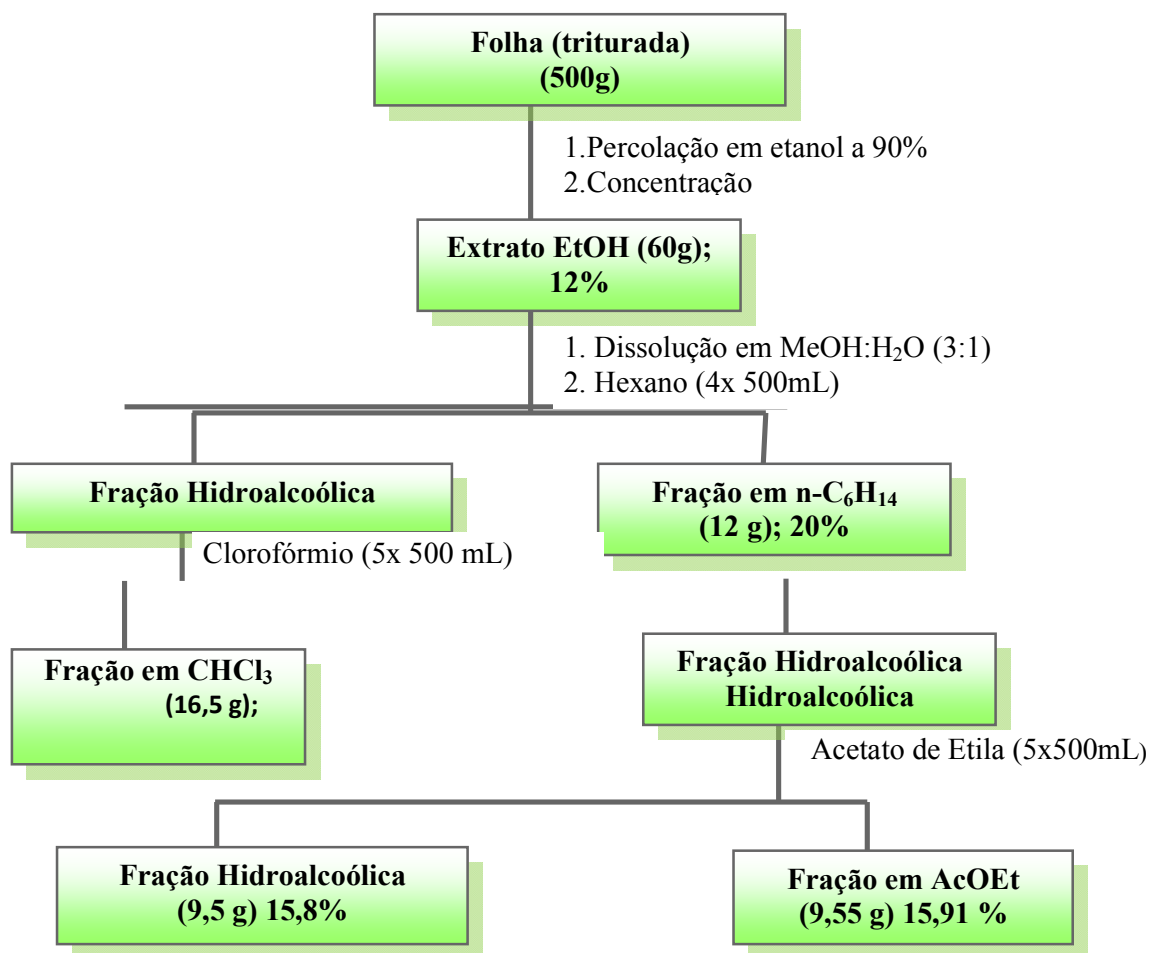 Folha (triturada)
(500g)
1.Percolação em etanol a 90%
2.Concentração
Extrato EtOH (60g);
12%
1. Dissolução em MeOH:H₂O (3:1)
2. Hexano (4x 500mL)
Fração Hidroalcoólica
Fração em n-C₆H₁₄
(12 g); 20%
Clorofórmio (5x 500 mL)
Fração em CHCl₃
(16,5 g);
Fração Hidroalcoólica
Hidroalcoólica
Acetato de Etila (5x500mL)
Fração Hidroalcoólica
(9,5 g) 15,8%
Fração em AcOEt
(9,55 g) 15,91 %